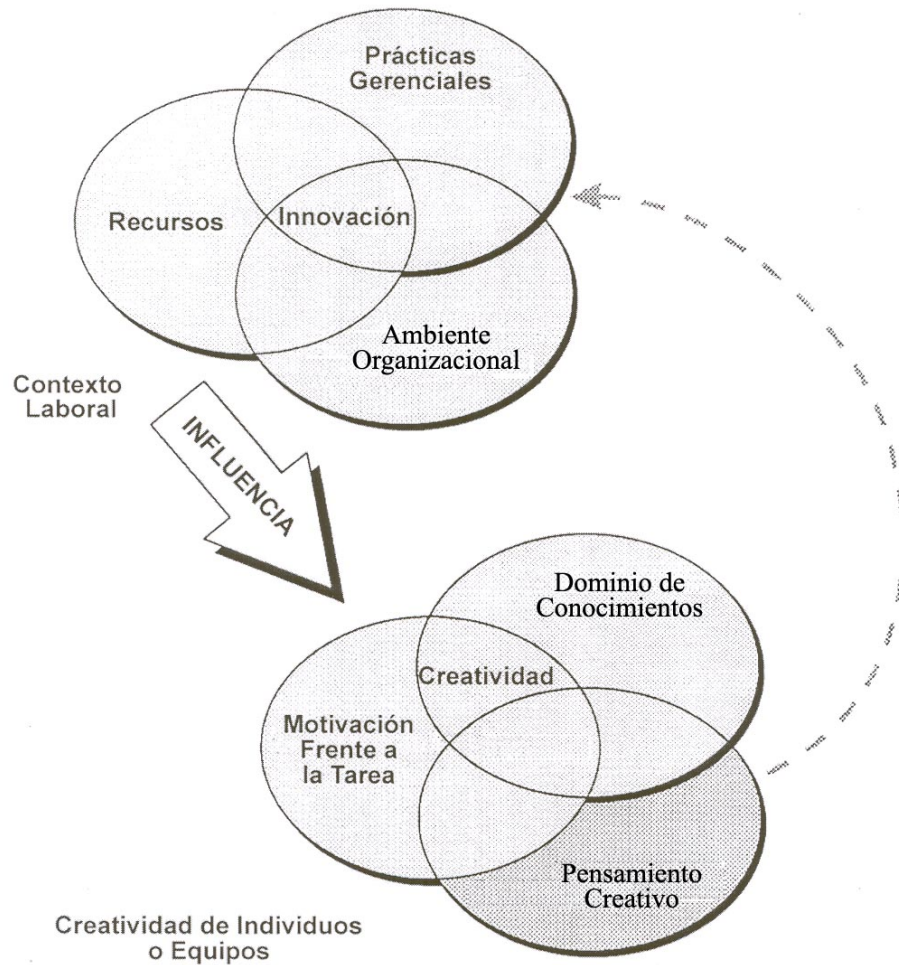 Prácticas
Gerenciales
Recursos
Innovación
Ambiente
Organizacional
Contexto
Laboral
INFLUENCIA
Dominio de
Conocimientos
Creatividad
Motivación
Frente a
la Tarea
Pensamiento
Creativo
Creatividad de Individuos
o Equipos